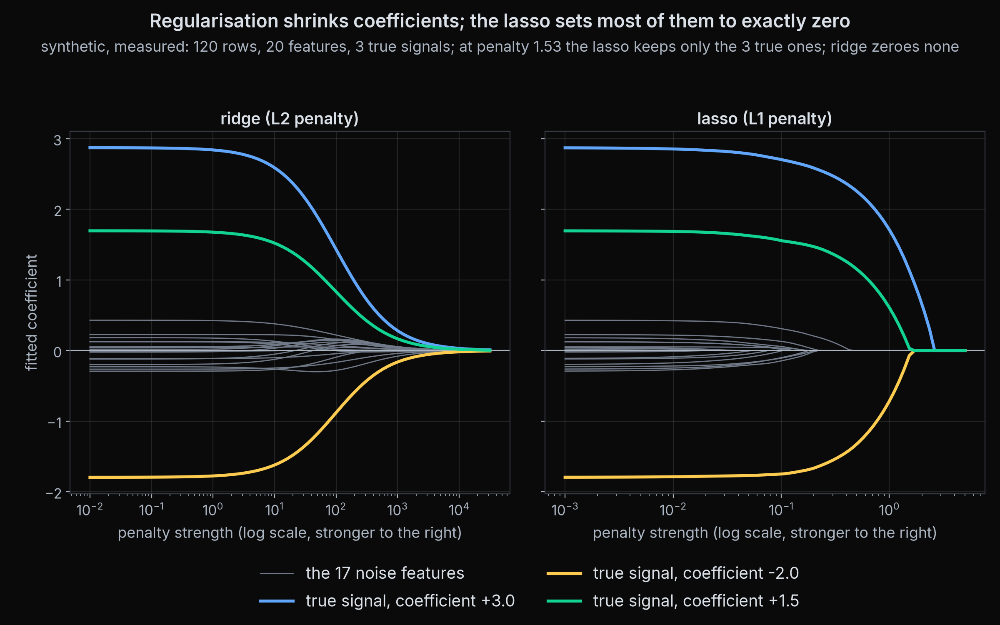 Regularisation shrinks coefficients; the lasso sets most of them to exactly zero
synthetic, measured: 120 rows, 20 features, 3 true signals; at penalty 1.53 the lasso keeps only the 3 true ones; ridge zeroes none
ridge (L2 penalty)
fitted coefficient
3
2
1
0
−1
−2
10⁻² 10⁻¹ 10⁰ 10¹ 10² 10³ 10⁴
penalty strength (log scale, stronger to the right)
lasso (L1 penalty)
10⁻³ 10⁻² 10⁻¹ 10⁰
penalty strength (log scale, stronger to the right)
the 17 noise features
true signal, coefficient +3.0
true signal, coefficient -2.0
true signal, coefficient +1.5